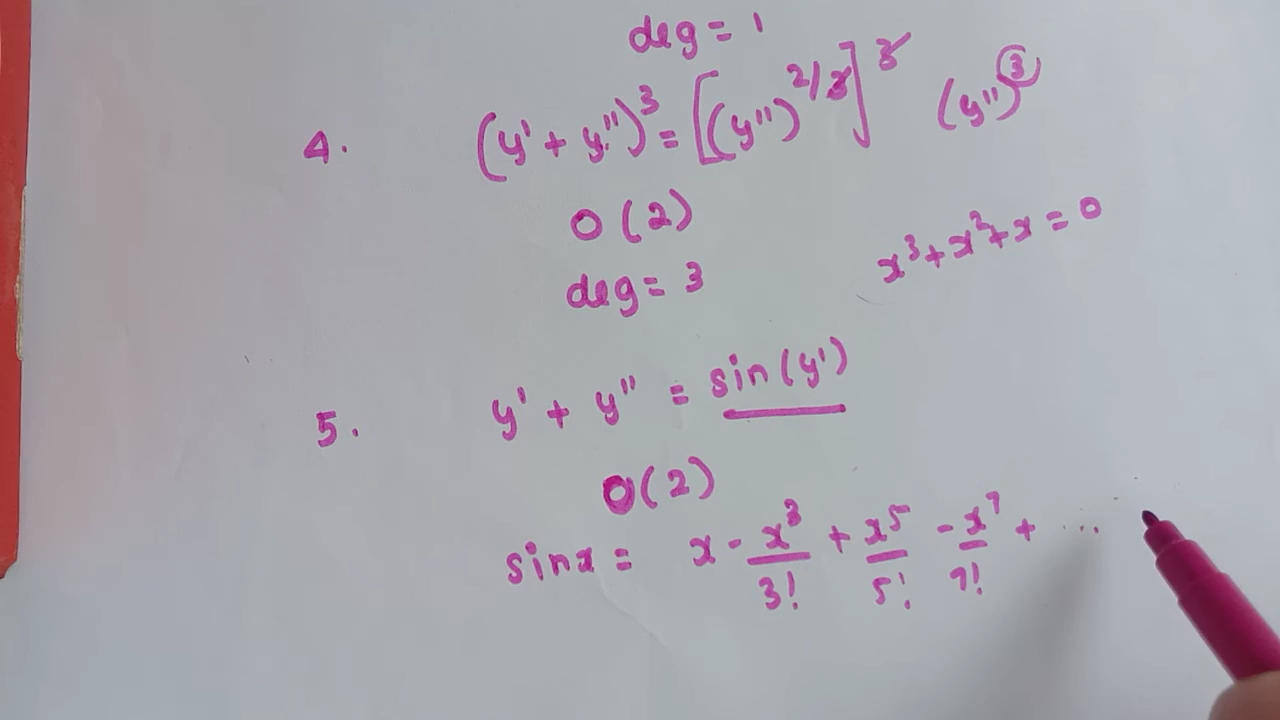 deg = 1
4. (y' + y'')³ = [(y'')^2/3]^3 (y'')^3
O (2)
deg = 3
x³ + x² + x = 0
5. y' + y'' = sin(y')
O(2)
sinx = x - x³/3! + x⁵/5! - x⁷/7! + ...